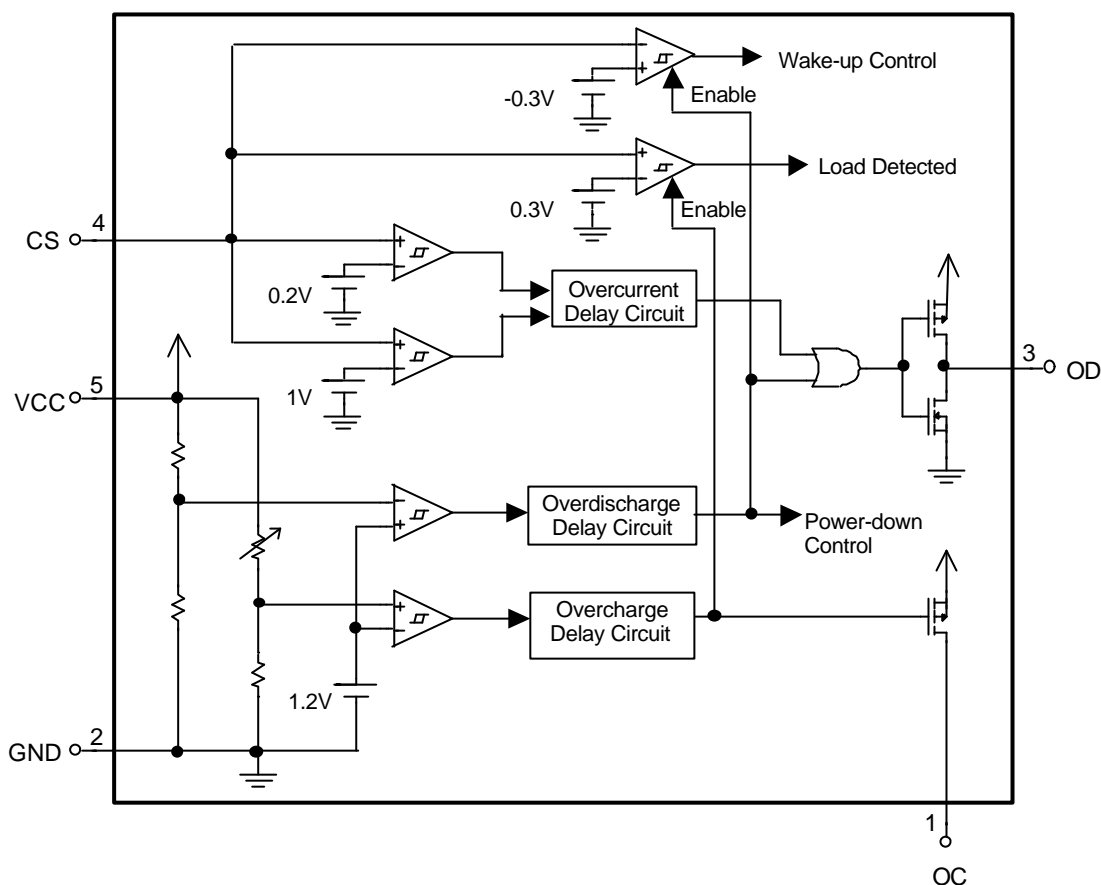 Wake-up Control
-0.3V
Enable
Load Detected
0.3V
Enable
4
CS
0.2V
Overcurrent
Delay Circuit
3
OD
5
VCC
1V
Overdischarge
Delay Circuit
Power-down
Control
Overcharge
Delay Circuit
1.2V
2
GND
1
OC
+
-